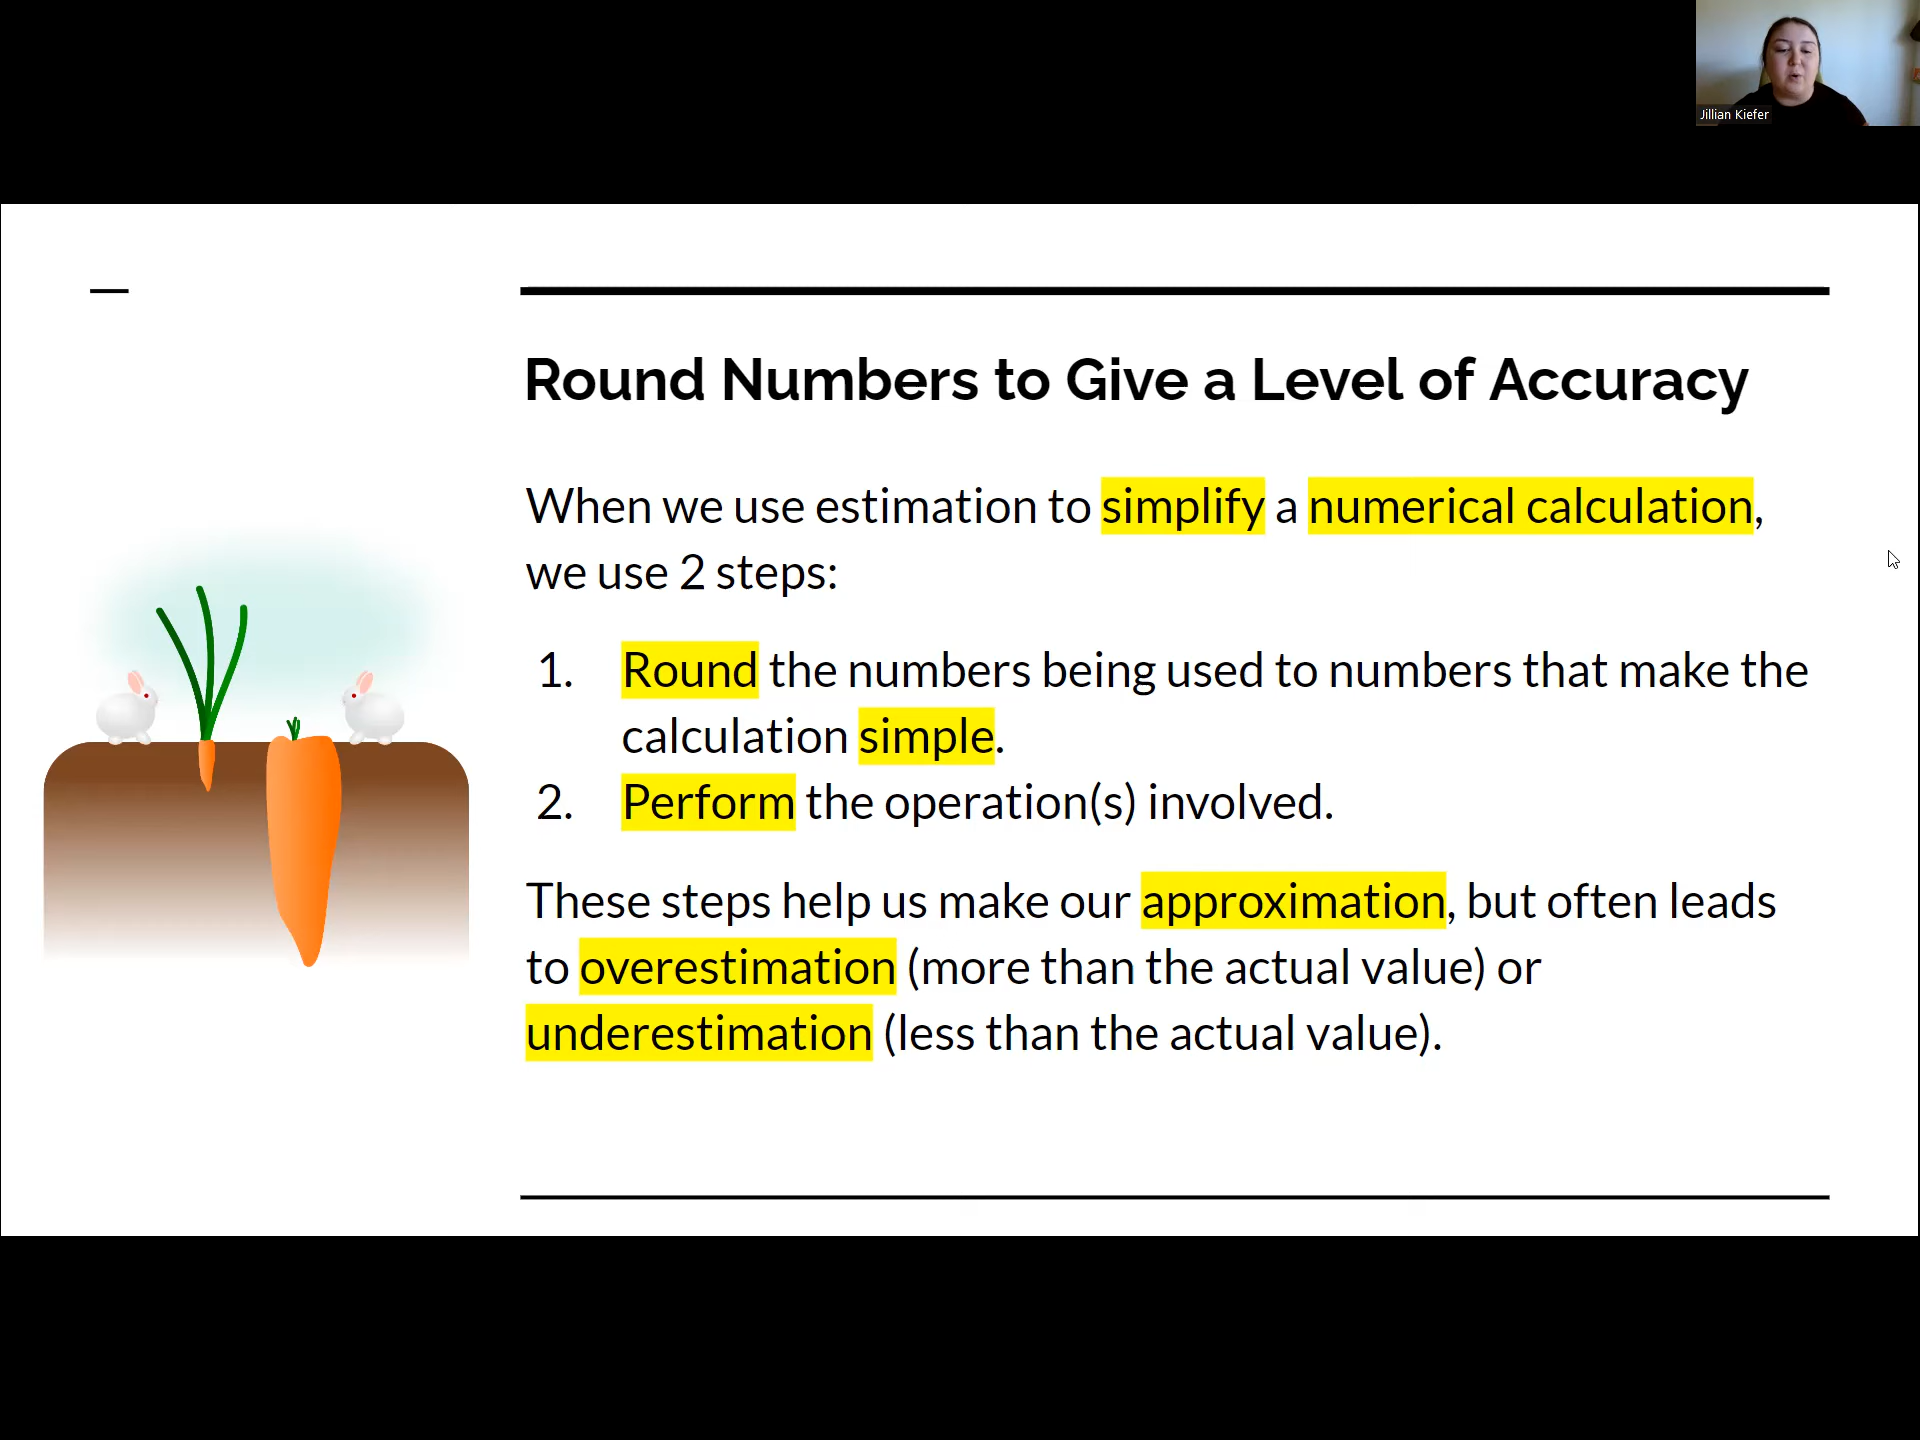 Jillian Kiefer
Round Numbers to Give a Level of Accuracy
When we use estimation to simplify a numerical calculation,
we use 2 steps:
1. Round the numbers being used to numbers that make the
calculation simple.
2. Perform the operation(s) involved.
These steps help us make our approximation, but often leads
to overestimation (more than the actual value) or
underestimation (less than the actual value).